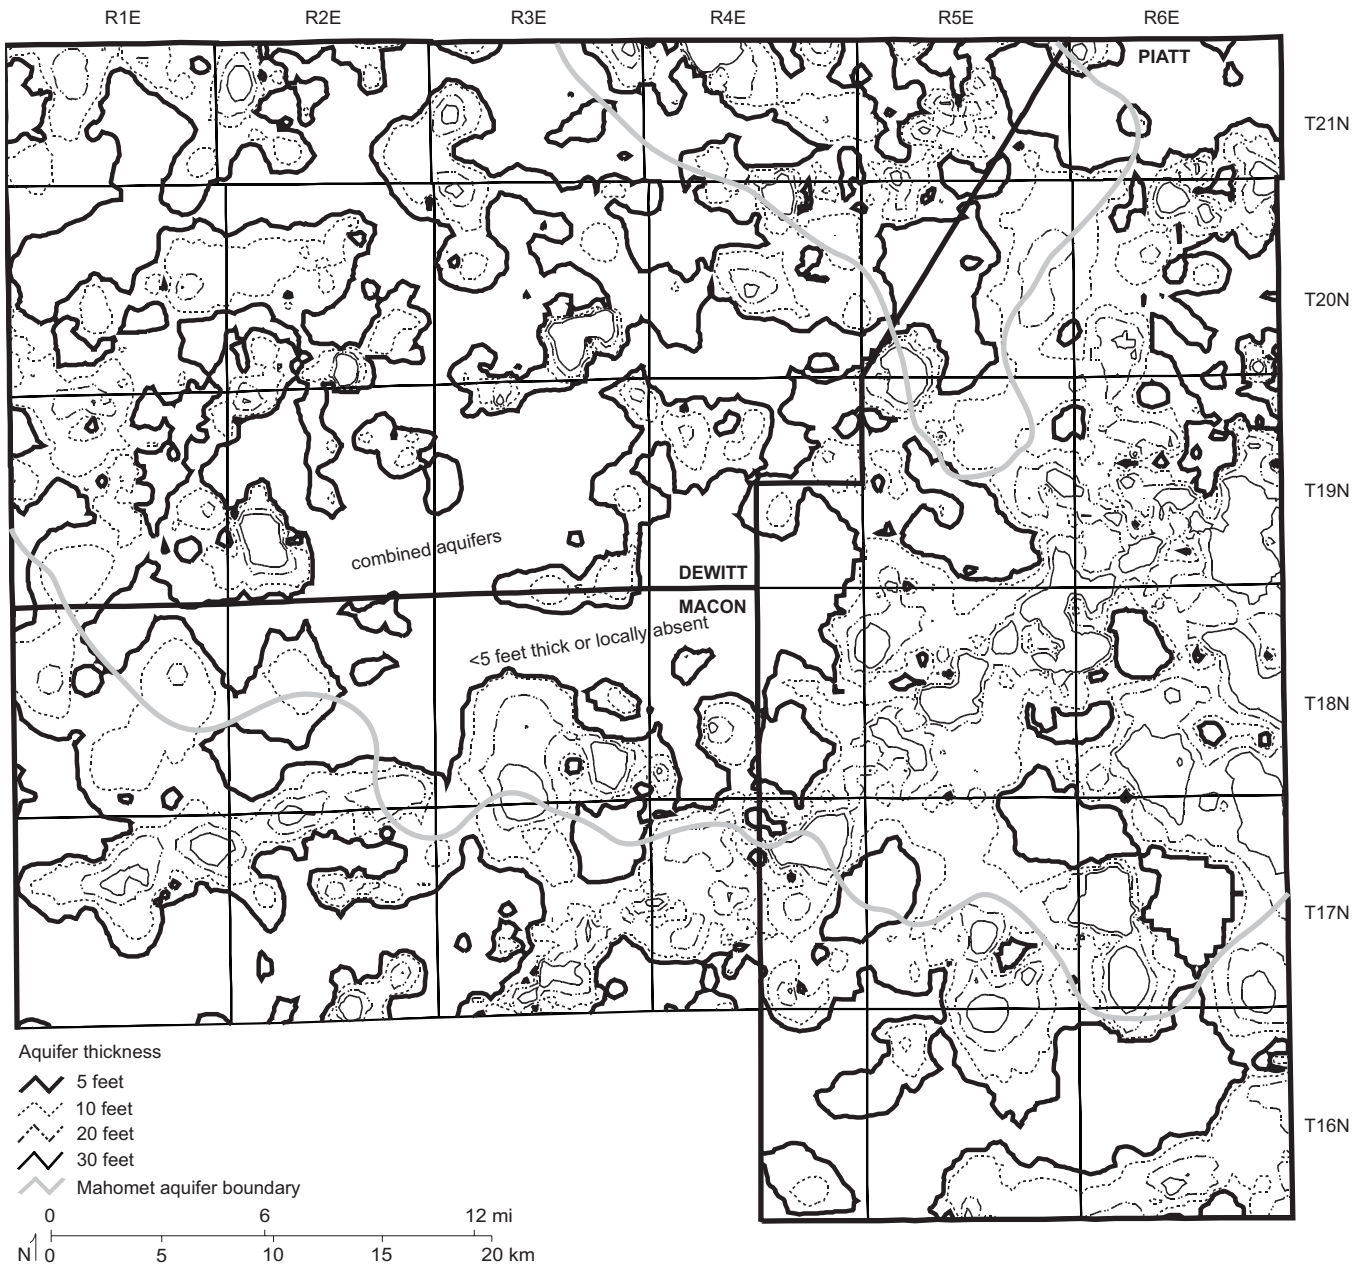 R1E R2E R3E R4E R5E R6E
PIATT
T21N
T20N
T19N
combined aquifers
DEWITT
MACON
<5 feet thick or locally absent
T18N
T17N
T16N
Aquifer thickness
5 feet
10 feet
20 feet
30 feet
Mahomet aquifer boundary
0 6 12 mi
N 0 5 10 15 20 km